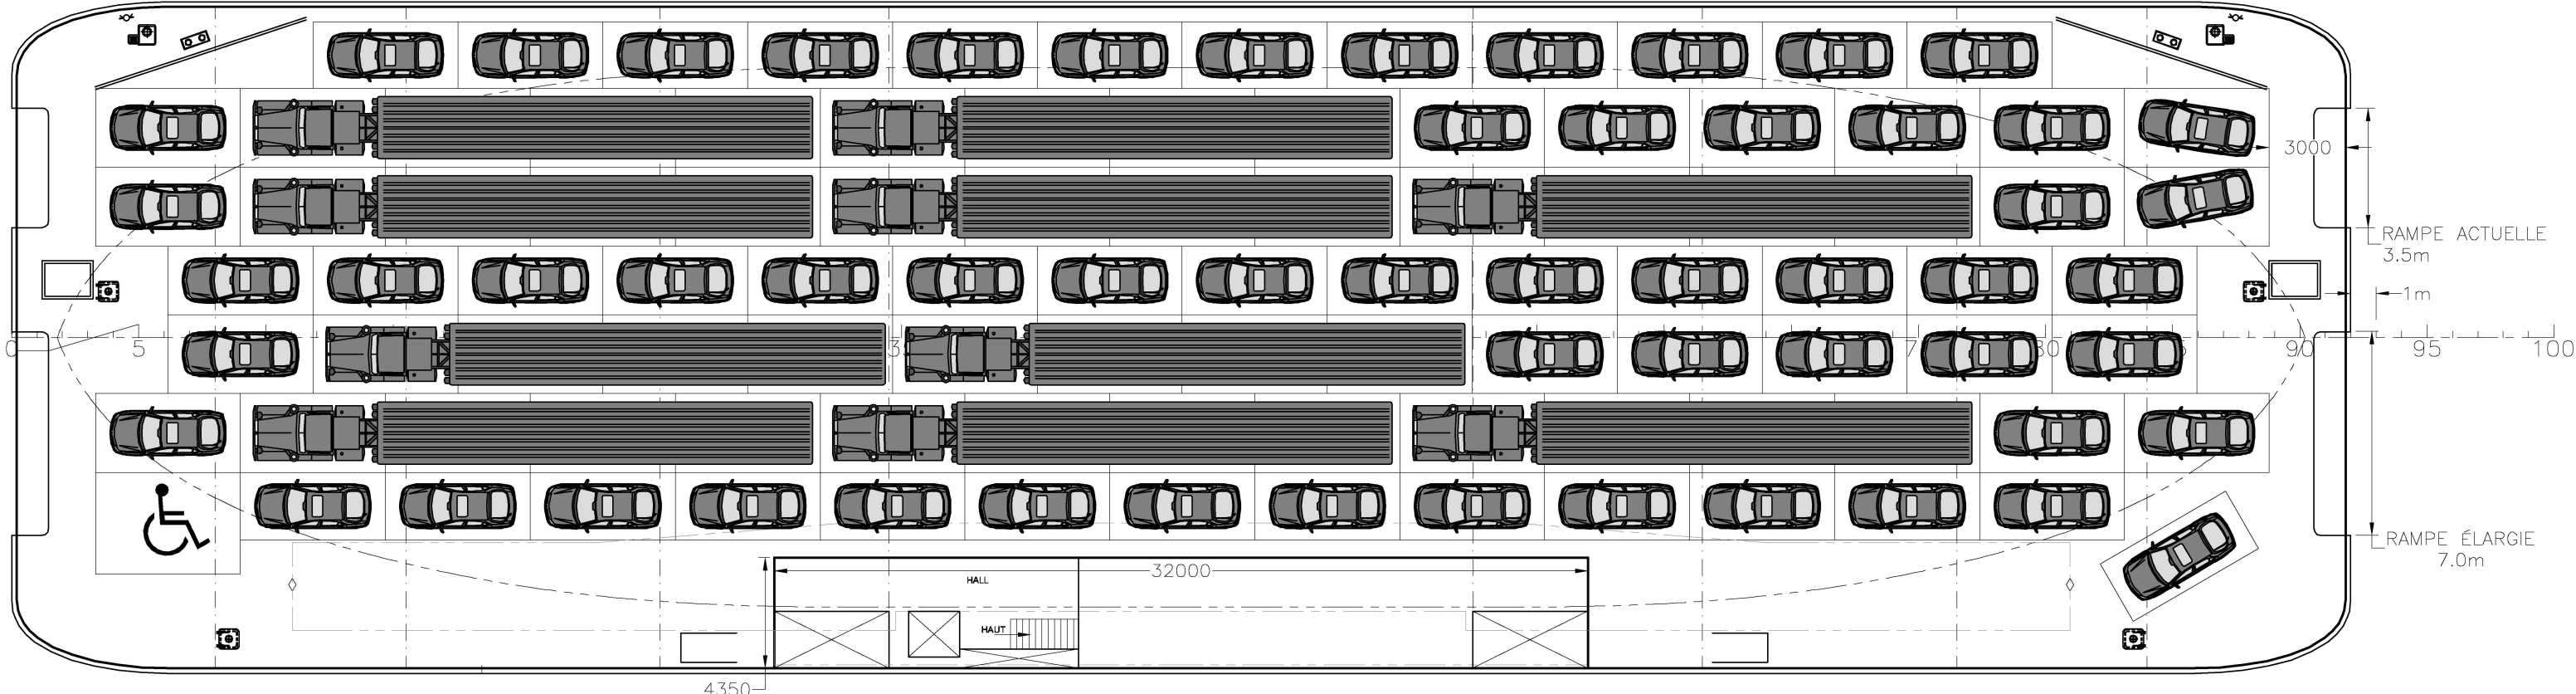 3000
RAMPE ACTUELLE
3.5m
1m
0
5
90
95
100
RAMPE ÉLARGIE
7.0m
32000
HALL
HAUT
4350